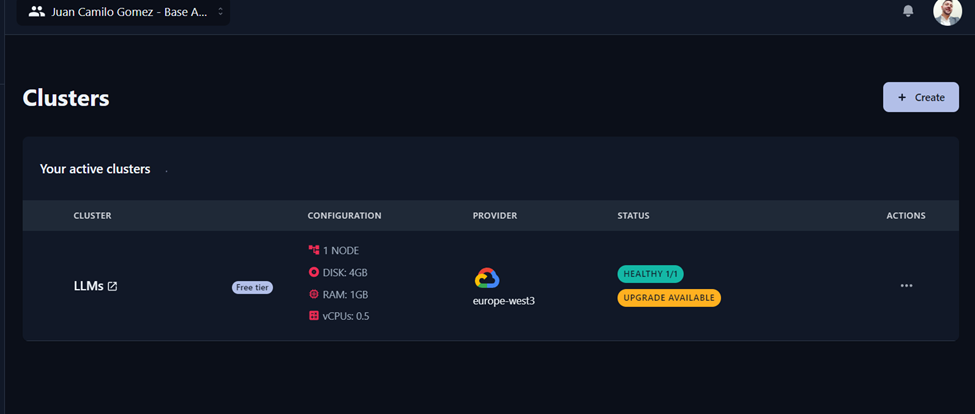 Juan Camilo Gomez - Base A...
Clusters
+ Create
Your active clusters
CLUSTER CONFIGURATION PROVIDER STATUS ACTIONS
LLMs Free tier
1 NODE
DISK: 4GB
RAM: 1GB
vCPUs: 0.5
europe-west3
HEALTHY 1/1
UPGRADE AVAILABLE